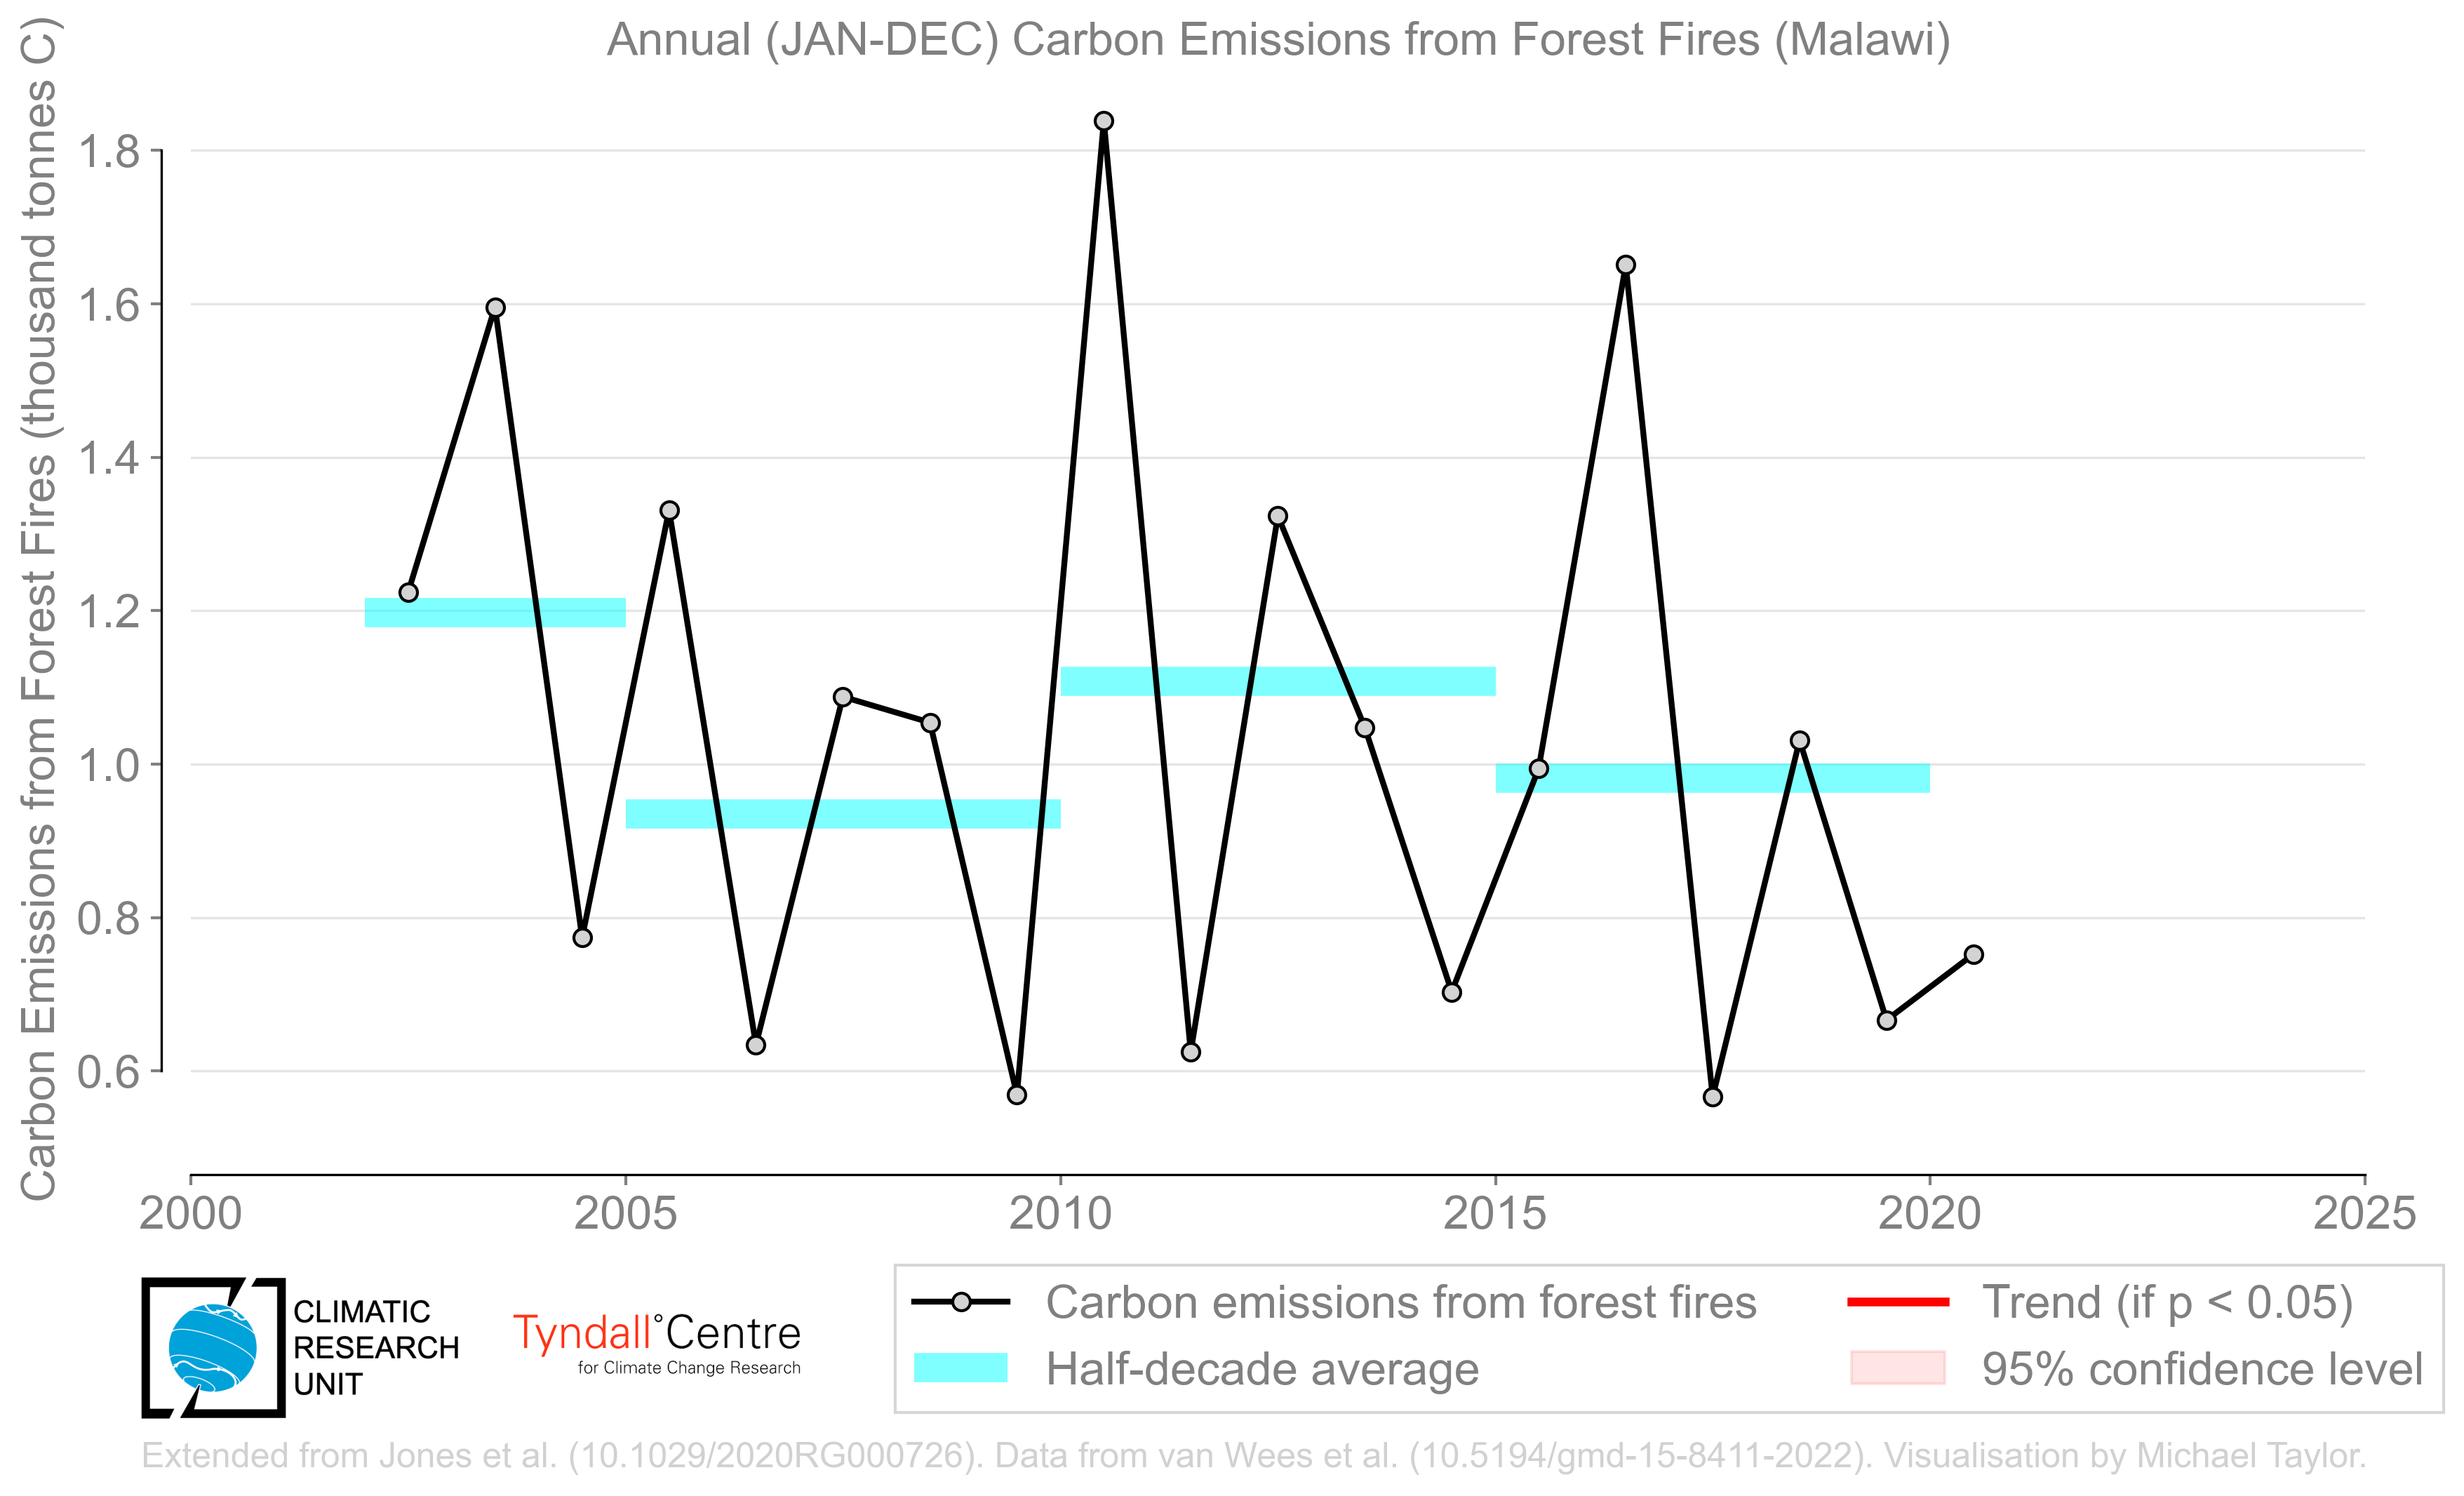 Annual (JAN-DEC) Carbon Emissions from Forest Fires (Malawi)
Carbon Emissions from Forest Fires (thousand tonnes C)
1.8
1.6
1.4
1.2
1.0
0.8
0.6
2000 2005 2010 2015 2020 2025
CLIMATIC
RESEARCH
UNIT
Tyndall°Centre
for Climate Change Research
Carbon emissions from forest fires
Half-decade average
Trend (if p < 0.05)
95% confidence level
Extended from Jones et al. (10.1029/2020RG000726). Data from van Wees et al. (10.5194/gmd-15-8411-2022). Visualisation by Michael Taylor.